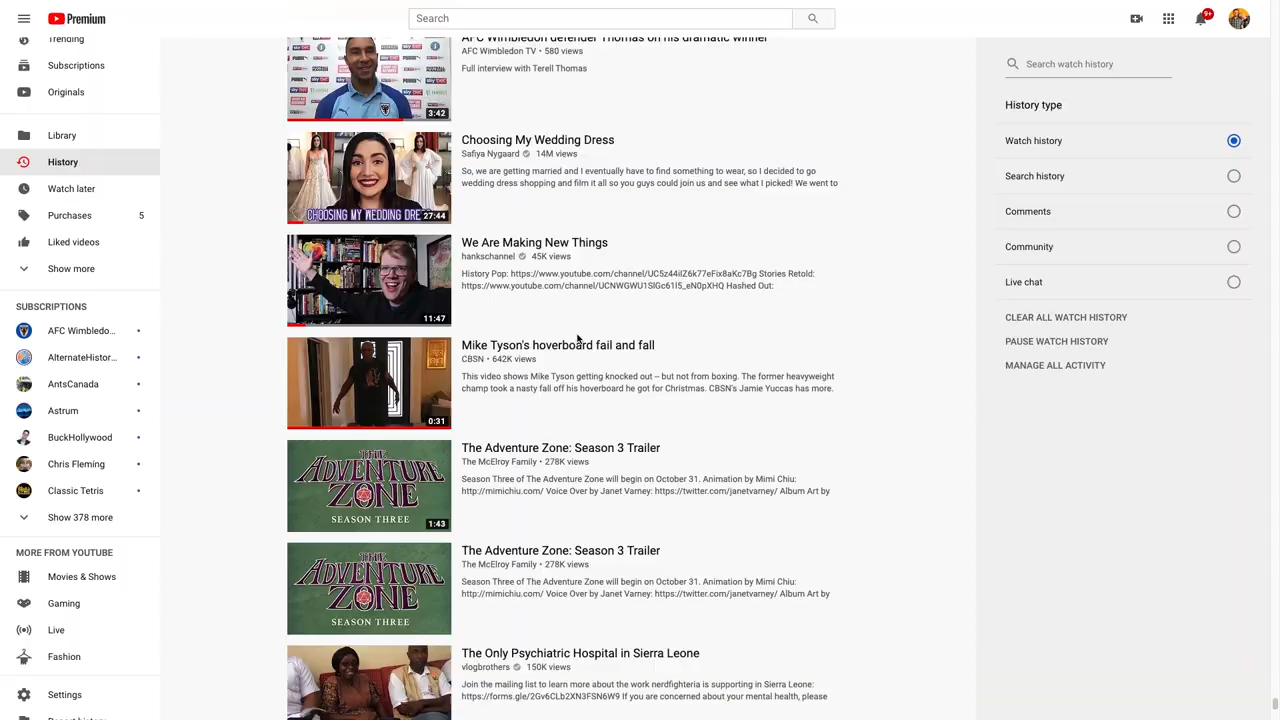 Premium
Search
9+
Trending
Subscriptions
Originals
Library
History
Watch later
Purchases 5
Liked videos
Show more
SUBSCRIPTIONS
AFC Wimbledo...
AlternateHistor...
AntsCanada
Astrum
BuckHollywood
Chris Fleming
Classic Tetris
Show 378 more
MORE FROM YOUTUBE
Movies & Shows
Gaming
Live
Fashion
Settings
Report history
AFC Wimbledon defender Thomas on his dramatic winner
AFC Wimbledon TV • 580 views
Full interview with Terell Thomas
3:42
Choosing My Wedding Dress
Safiya Nygaard 14M views
So, we are getting married and I eventually have to find something to wear, so I decided to go
wedding dress shopping and film it all so you guys could join us and see what I picked! We went to
CHOOSING MY WEDDING DRE
27:44
We Are Making New Things
hankschannel 45K views
History Pop: https://www.youtube.com/channel/UC5z44iIZ6k77eFix8aKc7Bg Stories Retold:
https://www.youtube.com/channel/UCNWGWU1SlGc61I5_eN0pXHQ Hashed Out:
11:47
Mike Tyson's hoverboard fail and fall
CBSN • 642K views
This video shows Mike Tyson getting knocked out -- but not from boxing. The former heavyweight
champ took a nasty fall off his hoverboard he got for Christmas. CBSN's Jamie Yuccas has more.
0:31
The Adventure Zone: Season 3 Trailer
The McElroy Family • 278K views
Season Three of The Adventure Zone will begin on October 31. Animation by Mimi Chiu:
http://mimichiu.com/ Voice Over by Janet Varney: https://twitter.com/janetvarney/ Album Art by
THE
ADVENTURE
ZONE
SEASON THREE
1:43
The Adventure Zone: Season 3 Trailer
The McElroy Family • 278K views
Season Three of The Adventure Zone will begin on October 31. Animation by Mimi Chiu:
http://mimichiu.com/ Voice Over by Janet Varney: https://twitter.com/janetvarney/ Album Art by
THE
ADVENTURE
ZONE
SEASON THREE
The Only Psychiatric Hospital in Sierra Leone
vlogbrothers 150K views
Join the mailing list to learn more about the work nerdfighteria is supporting in Sierra Leone:
https://forms.gle/2Gv6CLb2XN3FSN6W9 If you are concerned about your mental health, please
Search watch history
History type
Watch history
Search history
Comments
Community
Live chat
CLEAR ALL WATCH HISTORY
PAUSE WATCH HISTORY
MANAGE ALL ACTIVITY